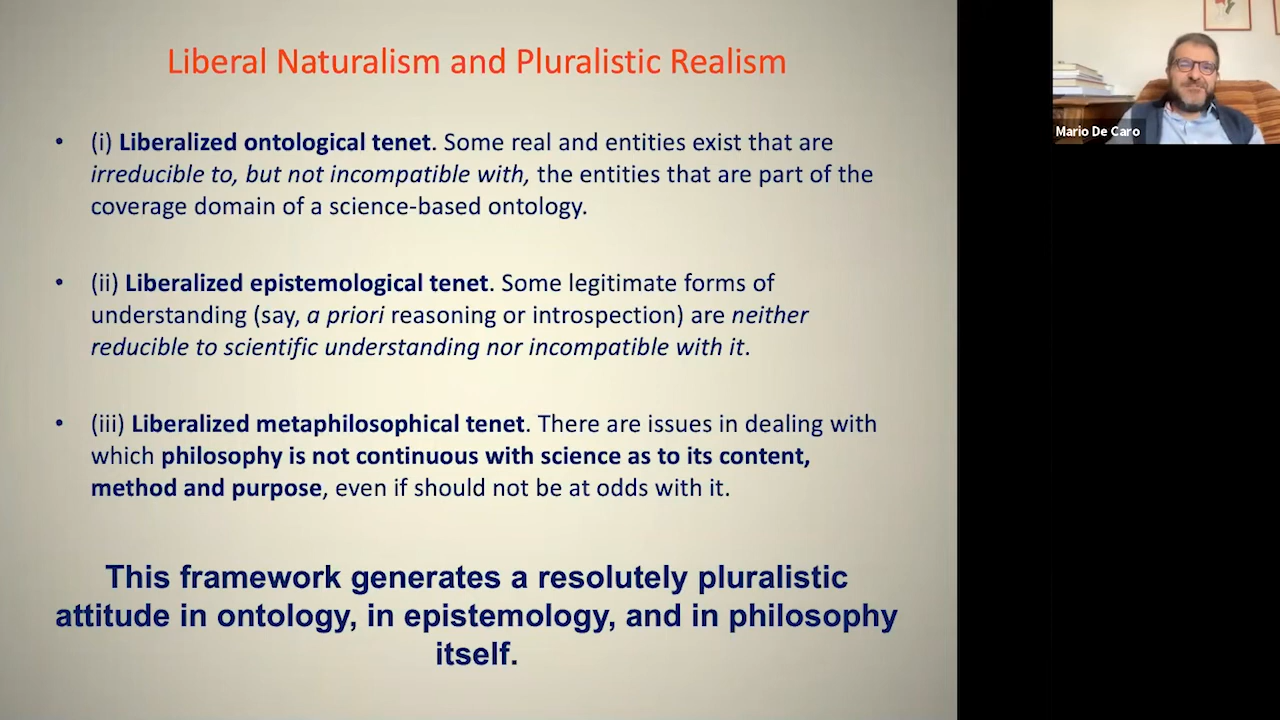 Liberal Naturalism and Pluralistic Realism
• (i) Liberalized ontological tenet. Some real and entities exist that are
irreducible to, but not incompatible with, the entities that are part of the
coverage domain of a science-based ontology.
• (ii) Liberalized epistemological tenet. Some legitimate forms of
understanding (say, a priori reasoning or introspection) are neither
reducible to scientific understanding nor incompatible with it.
• (iii) Liberalized metaphilosophical tenet. There are issues in dealing with
which philosophy is not continuous with science as to its content,
method and purpose, even if should not be at odds with it.
This framework generates a resolutely pluralistic
attitude in ontology, in epistemology, and in philosophy
itself.
Mario De Caro